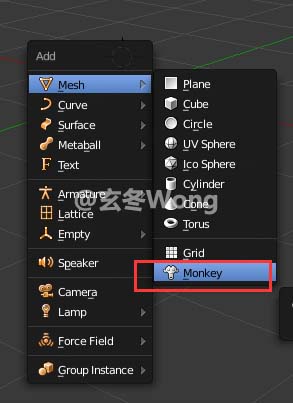 Add
Mesh
Curve
Surface
Metaball
Text
Armature
Lattice
Empty
Speaker
Camera
Lamp
Force Field
Group Instance
Plane
Cube
Circle
UV Sphere
Ico Sphere
Cylinder
Cone
Torus
Grid
Monkey
@玄冬Wong